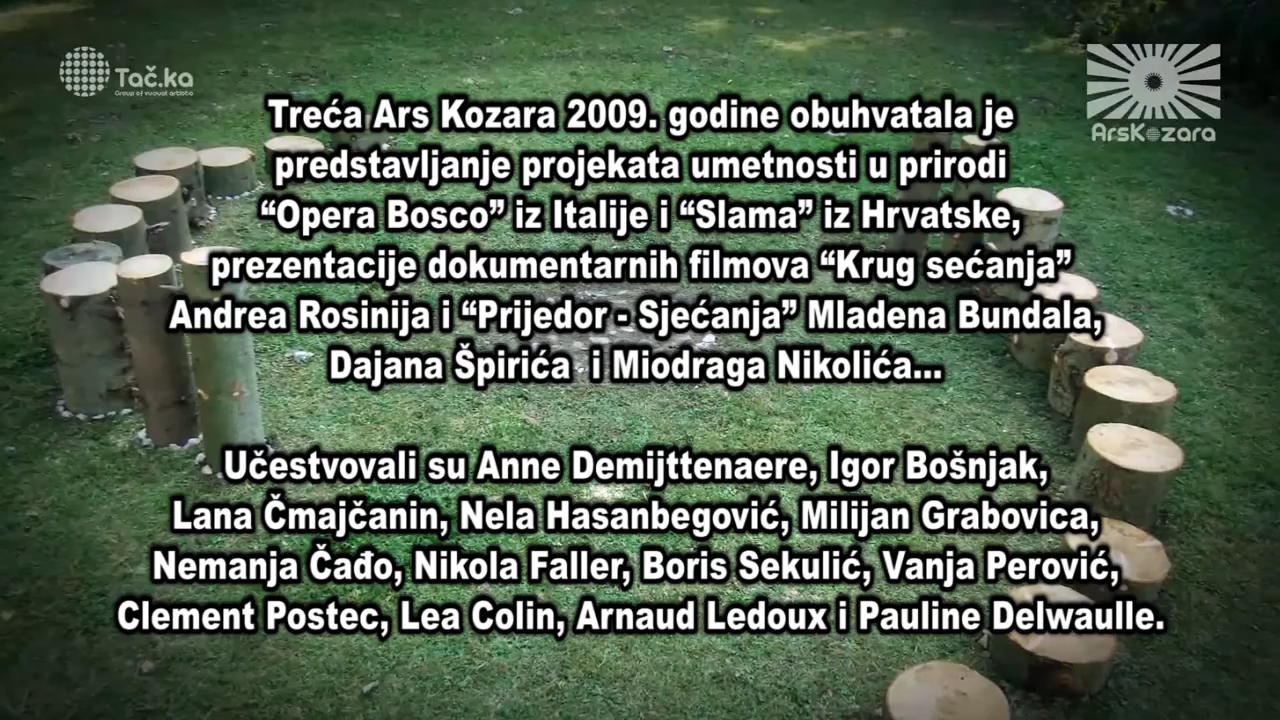 Tač.ka
Group of visual artists
ArsKozara
Treća Ars Kozara 2009. godine obuhvatala je
predstavljanje projekata umetnosti u prirodi
“Opera Bosco” iz Italije i “Slama” iz Hrvatske,
prezentacije dokumentarnih filmova “Krug sećanja”
Andrea Rosinija i “Prijedor - Sjećanja” Mladena Bundala,
Dajana Špirića i Miodraga Nikolića...
Učestvovali su Anne Demijttenaere, Igor Bošnjak,
Lana Čmajčanin, Nela Hasanbegović, Milijan Grabovica,
Nemanja Čađo, Nikola Faller, Boris Sekulić, Vanja Perović,
Clement Postec, Lea Colin, Arnaud Ledoux i Pauline Delwaulle.